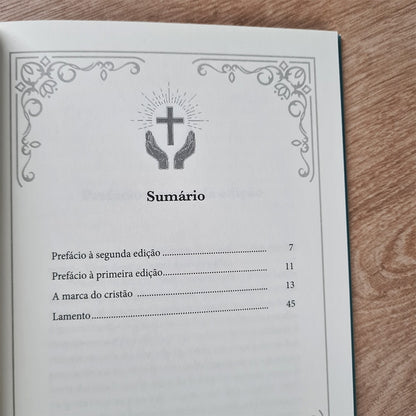 Sumário
Prefácio à segunda edição ........................................ 7
Prefácio à primeira edição........................................ 11
A marca do cristão ........................................ 13
Lamento........................................ 45